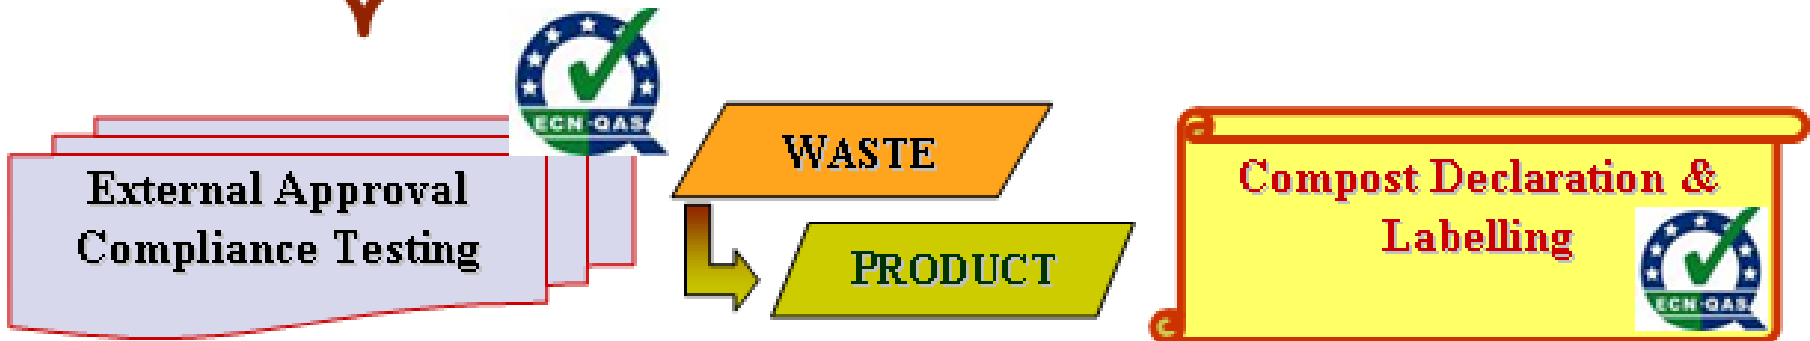 ECN-QAS
External Approval
Compliance Testing
WASTE
PRODUCT
Compost Declaration &
Labelling
ECN-QAS